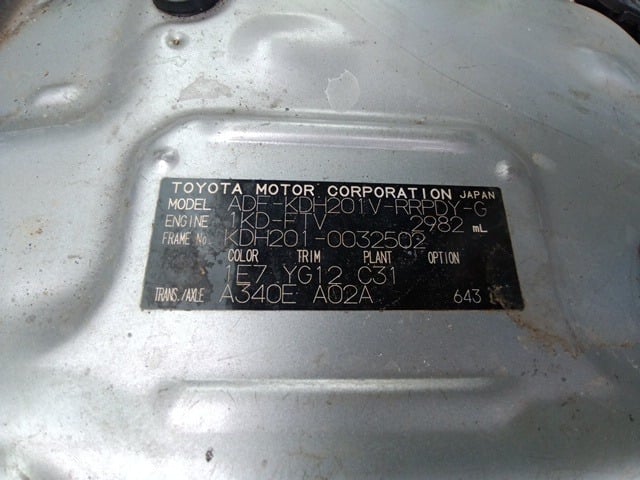 TOYOTA MOTOR CORPORATION JAPAN
MODEL ADF-KDH201V-RRPDY-G
ENGINE 1KD-FTV 2982 mL
FRAME No. KDH201-0032502
COLOR TRIM PLANT OPTION
1E7 YG12 C31
TRANS./AXLE A340E A02A 643